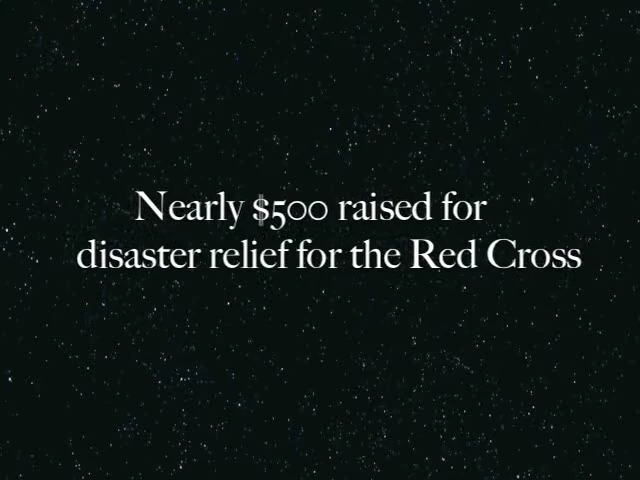 Nearly $500 raised for
disaster relief for the Red Cross